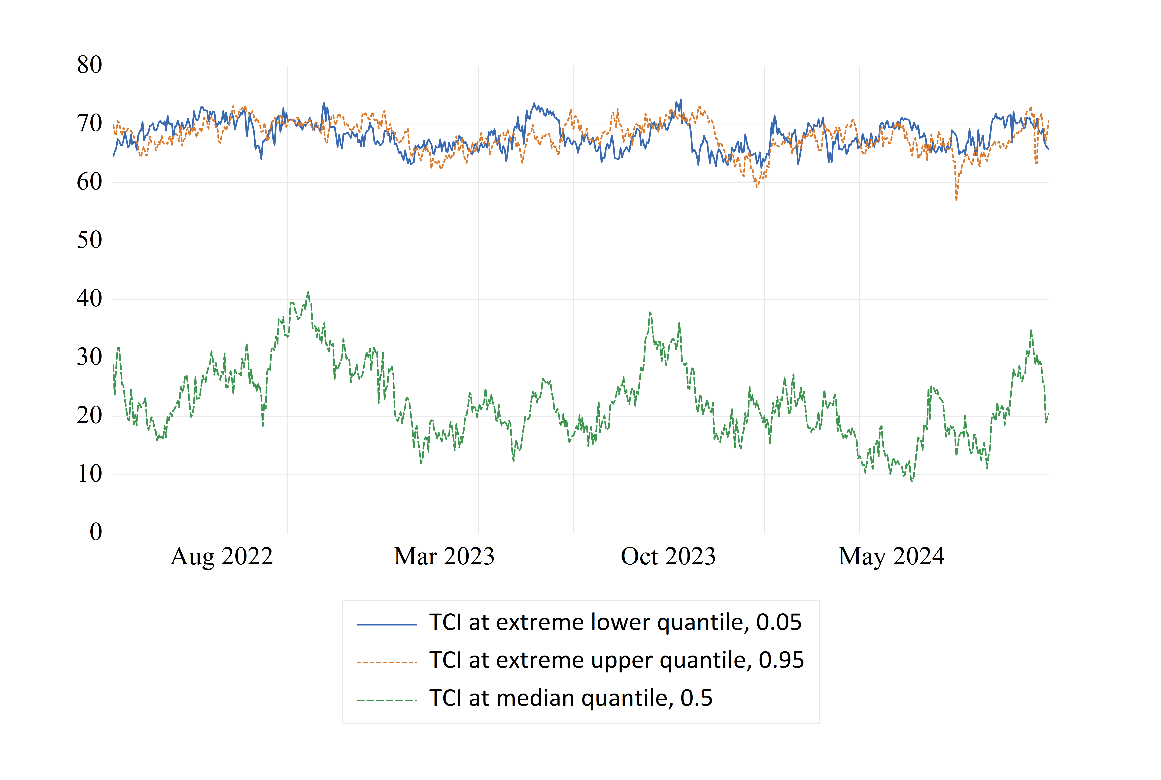 80
70
60
50
40
30
20
10
0
Aug 2022 Mar 2023 Oct 2023 May 2024
TCI at extreme lower quantile, 0.05
TCI at extreme upper quantile, 0.95
TCI at median quantile, 0.5